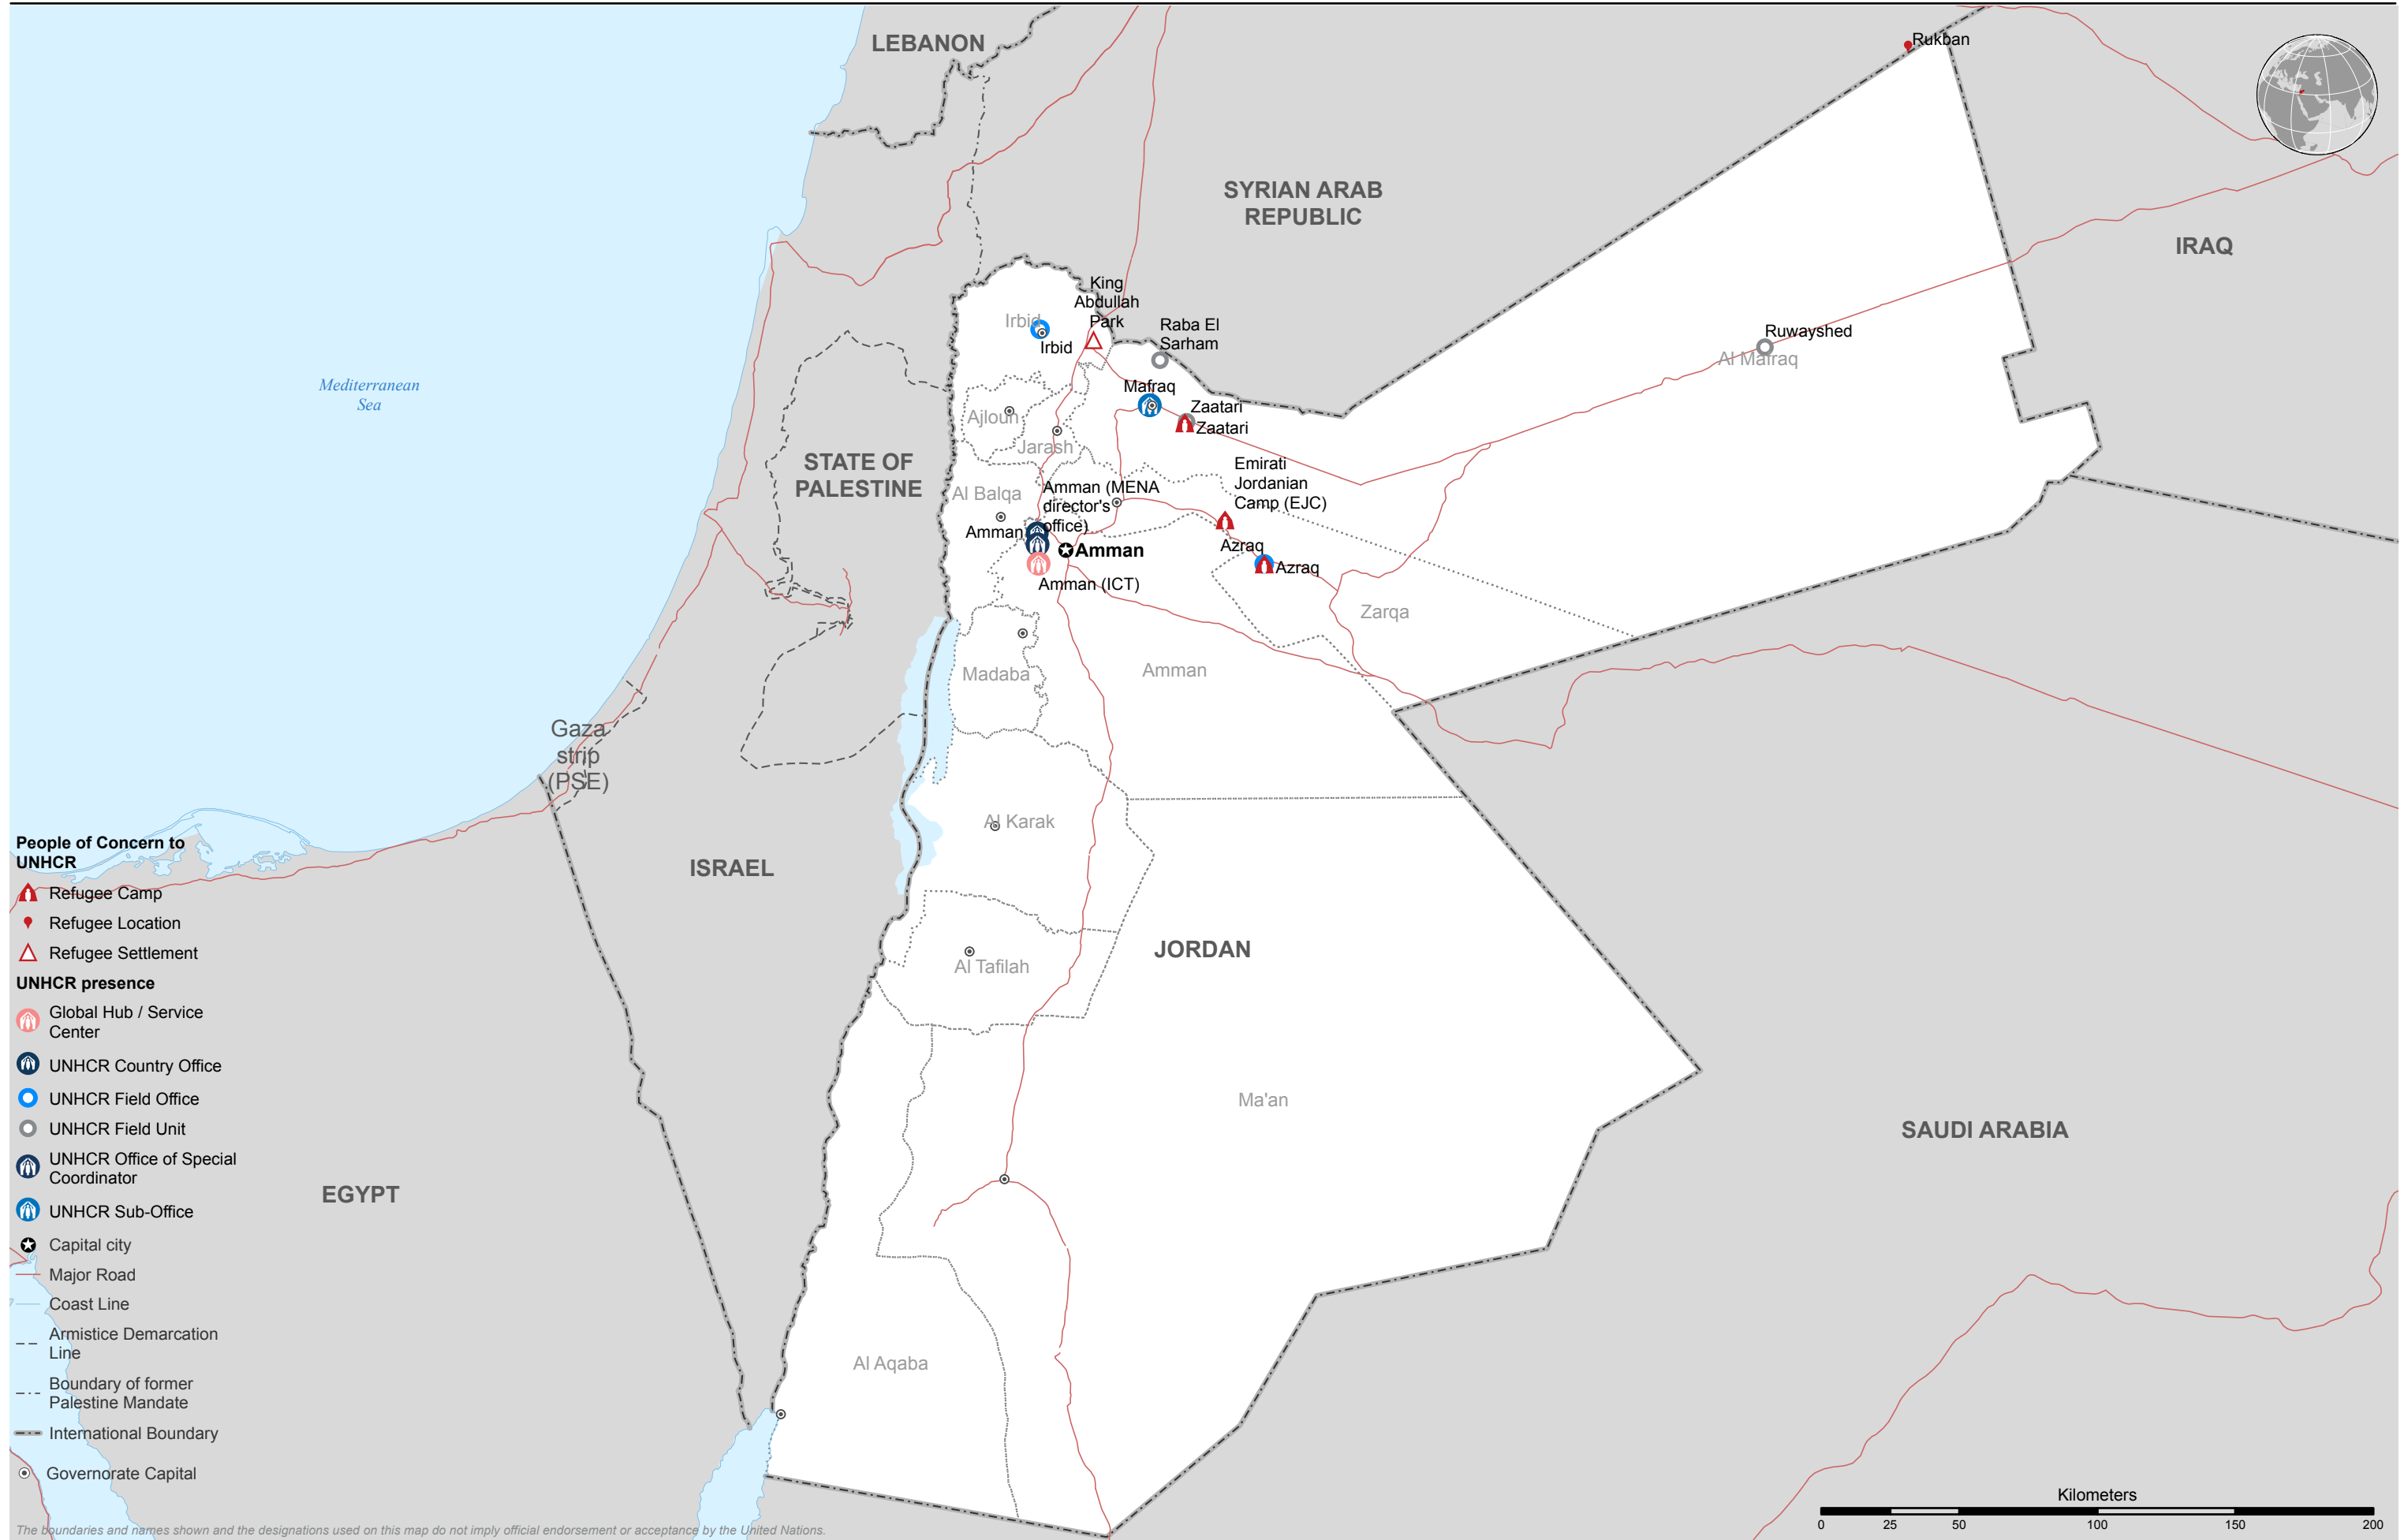 LEBANON
Rukban
SYRIAN ARAB
REPUBLIC
IRAQ
King
Abdullah
Park
Irbid
Irbid
Raba El
Sarham
Ruwayshed
Al Mafraq
Mediterranean
Sea
Mafraq
Zaatari
Zaatari
Ajloun
Jarash
STATE OF
PALESTINE
Emirati
Jordanian
Camp (EJC)
Al Balqa
Amman (MENA
director's
office)
Amman
Amman
Azraq
Azraq
Amman (ICT)
Zarqa
Madaba
Amman
Gaza
strip
(PSE)
Al Karak
ISRAEL
JORDAN
Al Tafilah
Ma'an
SAUDI ARABIA
EGYPT
Al Aqaba
People of Concern to
UNHCR
Refugee Camp
Refugee Location
Refugee Settlement
UNHCR presence
Global Hub / Service
Center
UNHCR Country Office
UNHCR Field Office
UNHCR Field Unit
UNHCR Office of Special
Coordinator
UNHCR Sub-Office
Capital city
Major Road
Coast Line
Armistice Demarcation
Line
Boundary of former
Palestine Mandate
International Boundary
Governorate Capital
Kilometers
0 25 50 100 150 200
The boundaries and names shown and the designations used on this map do not imply official endorsement or acceptance by the United Nations.